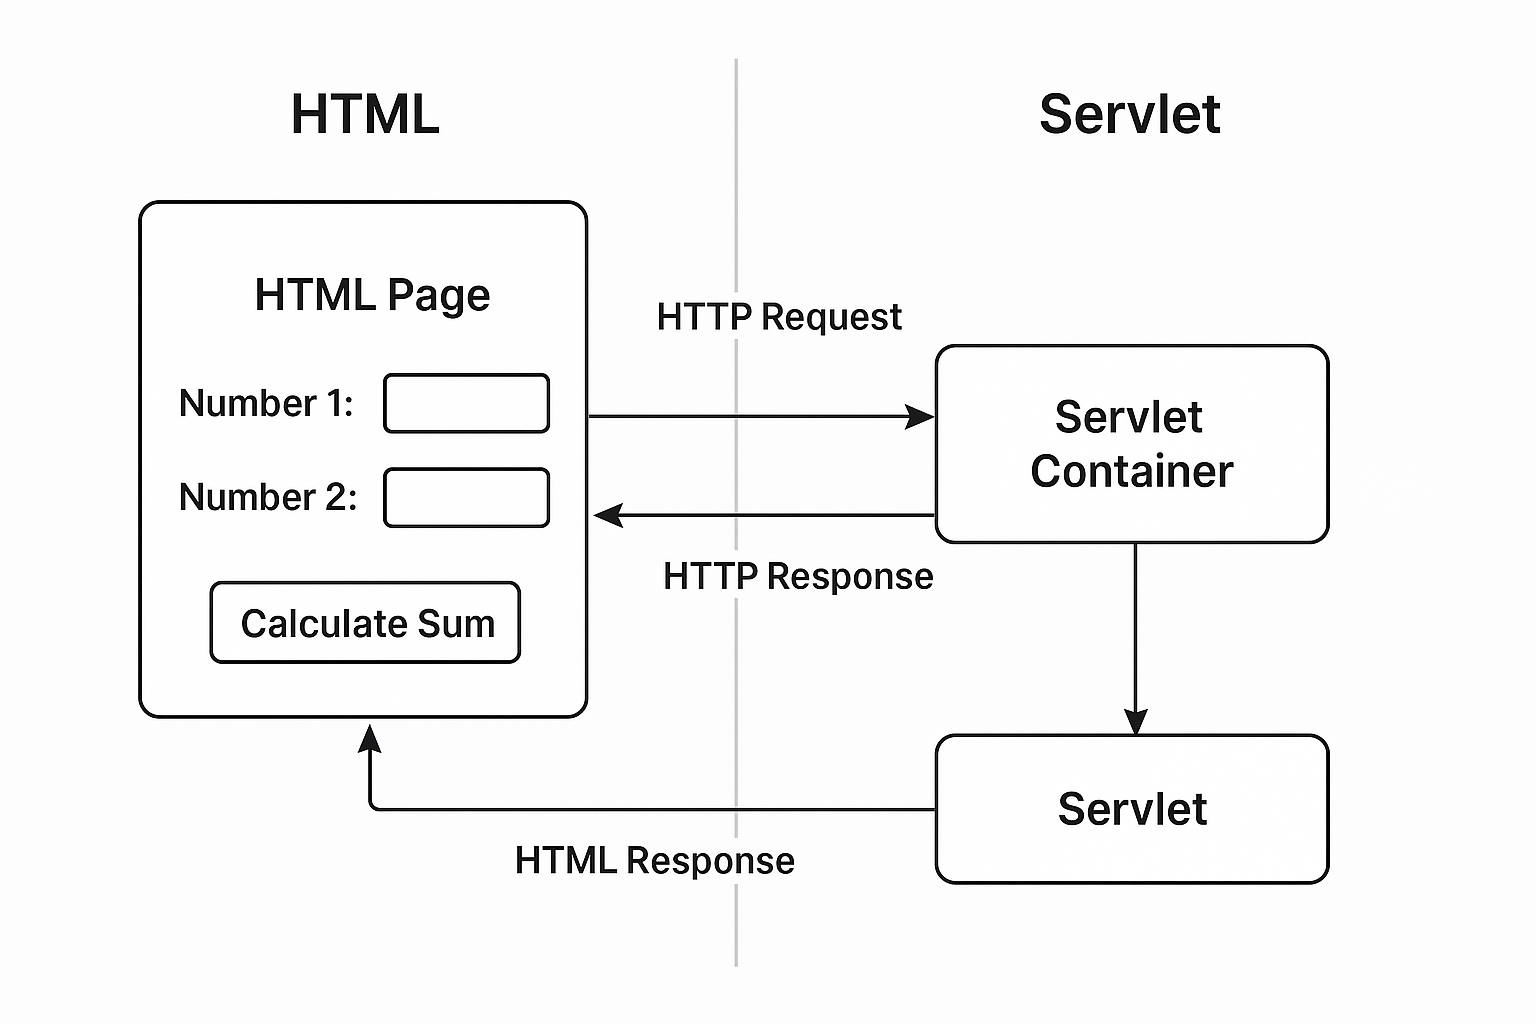 HTML
Servlet
HTML Page
Number 1:
Number 2:
Calculate Sum
HTTP Request
HTTP Response
Servlet
Container
Servlet
HTML Response